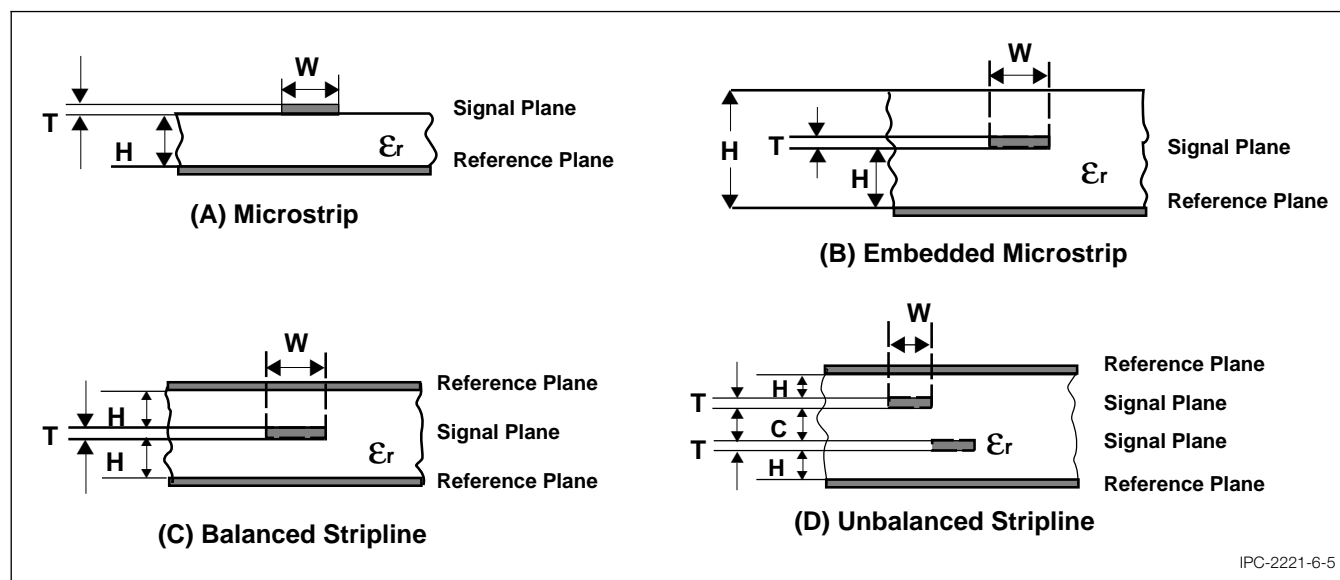 W
T
H
Signal Plane
εr
Reference Plane
(A) Microstrip
W
H
T
H
Signal Plane
εr
Reference Plane
(B) Embedded Microstrip
W
Reference Plane
H
T
Signal Plane
H
εr
Reference Plane
(C) Balanced Stripline
W
Reference Plane
H
T
Signal Plane
C
T
Signal Plane
εr
H
Reference Plane
(D) Unbalanced Stripline
IPC-2221-6-5